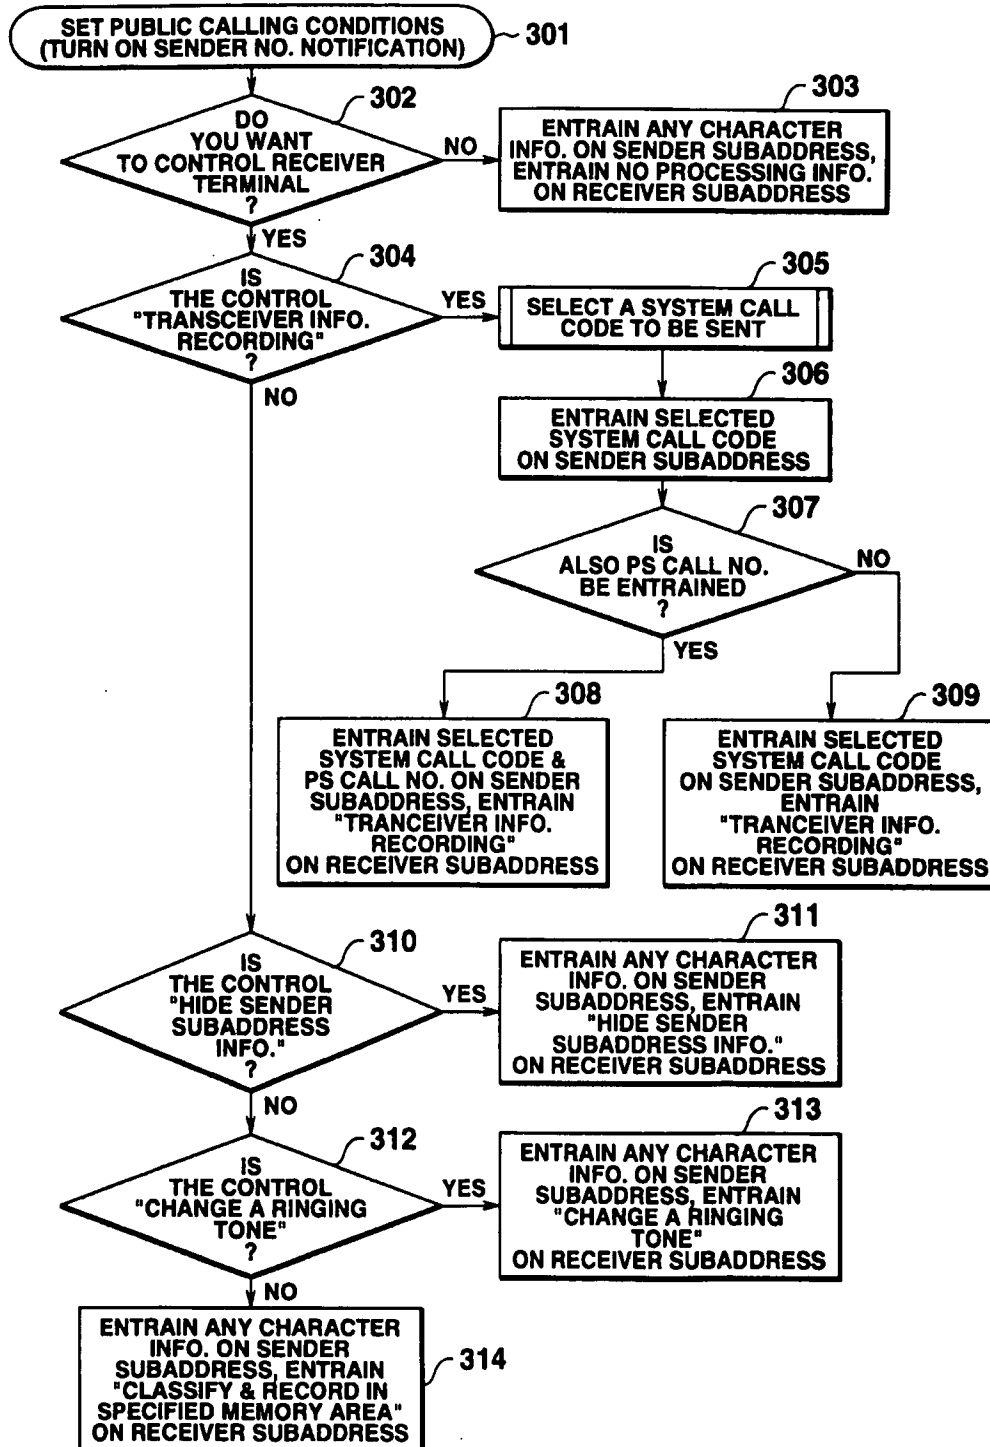 SET PUBLIC CALLING CONDITIONS
(TURN ON SENDER NO. NOTIFICATION)
301
302
DO
YOU WANT
TO CONTROL RECEIVER
TERMINAL
?
NO
303
ENTRAIN ANY CHARACTER
INFO. ON SENDER SUBADDRESS,
ENTRAIN NO PROCESSING INFO.
ON RECEIVER SUBADDRESS
YES
304
IS
THE CONTROL
"TRANSCEIVER INFO.
RECORDING"
?
YES
305
SELECT A SYSTEM CALL
CODE TO BE SENT
NO
306
ENTRAIN SELECTED
SYSTEM CALL CODE
ON SENDER SUBADDRESS
307
IS
ALSO PS CALL NO.
BE ENTRAINED
?
NO
YES
308
ENTRAIN SELECTED
SYSTEM CALL CODE &
PS CALL NO. ON SENDER
SUBADDRESS, ENTRAIN
"TRANCEIVER INFO.
RECORDING"
ON RECEIVER SUBADDRESS
309
ENTRAIN SELECTED
SYSTEM CALL CODE
ON SENDER SUBADDRESS,
ENTRAIN
"TRANCEIVER INFO.
RECORDING"
ON RECEIVER SUBADDRESS
310
IS
THE CONTROL
"HIDE SENDER
SUBADDRESS
INFO."
?
YES
311
ENTRAIN ANY CHARACTER
INFO. ON SENDER
SUBADDRESS, ENTRAIN
"HIDE SENDER
SUBADDRESS INFO."
ON RECEIVER SUBADDRESS
NO
312
IS
THE CONTROL
"CHANGE A RINGING
TONE"
?
YES
313
ENTRAIN ANY CHARACTER
INFO. ON SENDER
SUBADDRESS, ENTRAIN
"CHANGE A RINGING
TONE"
ON RECEIVER SUBADDRESS
NO
314
ENTRAIN ANY CHARACTER
INFO. ON SENDER
SUBADDRESS, ENTRAIN
"CLASSIFY & RECORD IN
SPECIFIED MEMORY AREA"
ON RECEIVER SUBADDRESS